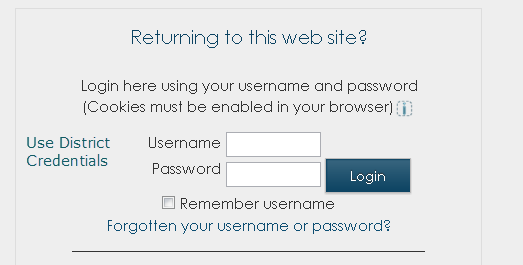 Returning to this web site?
Login here using your username and password
(Cookies must be enabled in your browser)
Use District
Credentials
Username
Password
Login
Remember username
Forgotten your username or password?